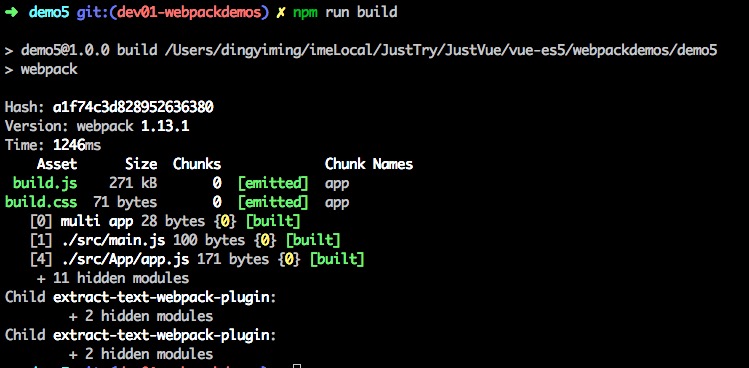 ➜ demo5 git:(dev01-webpackdemos) ✗ npm run build
> demo5@1.0.0 build /Users/dingyiming/imeLocal/JustTry/JustVue/vue-es5/webpackdemos/demo5
> webpack
Hash: a1f74c3d828952636380
Version: webpack 1.13.1
Time: 1246ms
Asset Size Chunks Chunk Names
build.js 271 kB 0 [emitted] app
build.css 71 bytes 0 [emitted] app
[0] multi app 28 bytes {0} [built]
[1] ./src/main.js 100 bytes {0} [built]
[4] ./src/App/app.js 171 bytes {0} [built]
+ 11 hidden modules
Child extract-text-webpack-plugin:
+ 2 hidden modules
Child extract-text-webpack-plugin:
+ 2 hidden modules